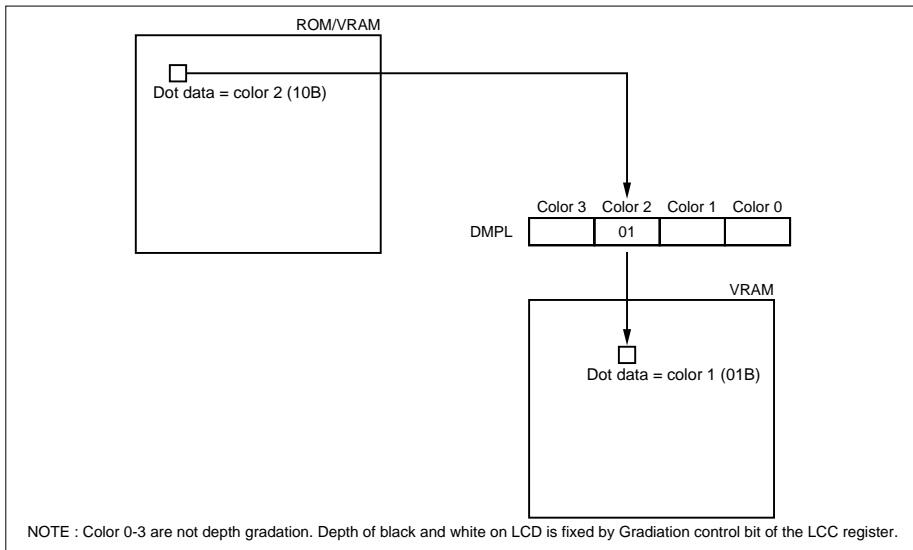 ROM/VRAM
Dot data = color 2 (10B)
Color 3 Color 2 Color 1 Color 0
DMPL 01
VRAM
Dot data = color 1 (01B)
NOTE : Color 0-3 are not depth gradation. Depth of black and white on LCD is fixed by Gradiation control bit of the LCC register.